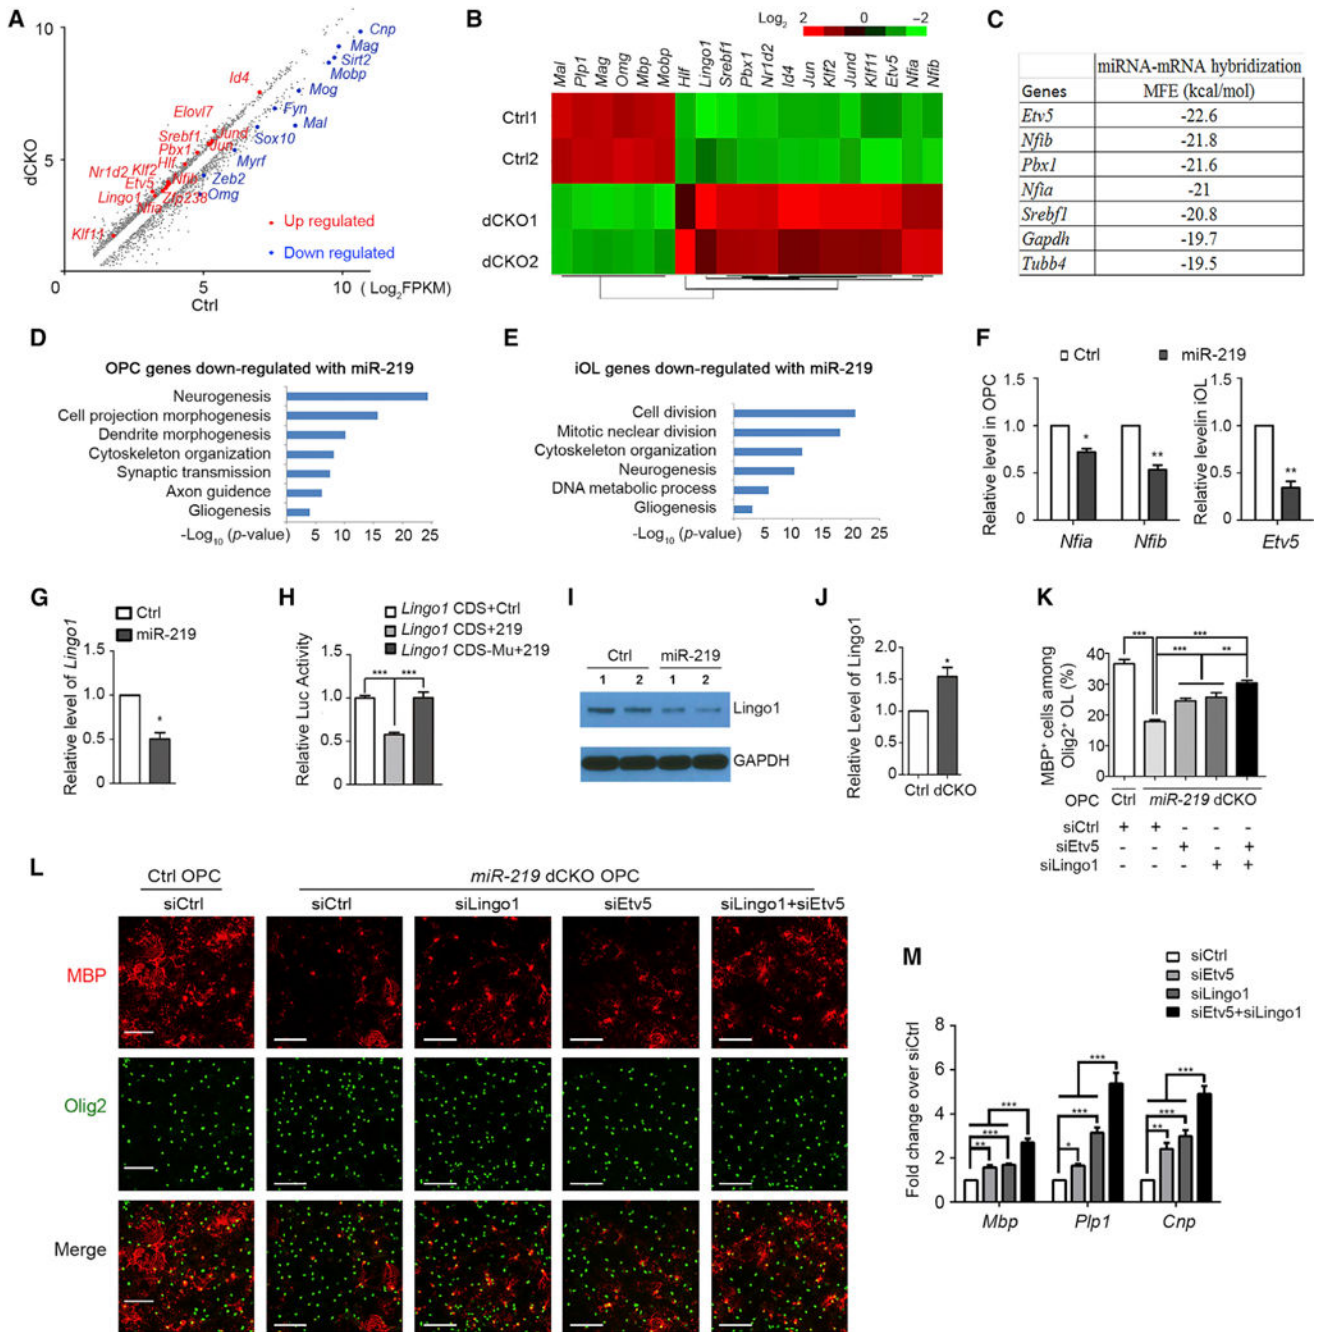 A
10
5
0
5
10
dCKO
Ctrl
( Log2FPKM)
Cnp
Mag
Sirt2
Mobp
Mog
Fyn
Mal
Sox10
Myrf
Zeb2
Omg
Id4
Elovl7
Srebf1
Jund
Pbx1
Jun
Hlf
Nr1d2
Klf2
Etv5
Nfib
Lingo1
Zfp238
Nfia
Klf11
Up regulated
Down regulated
B
Log2
2 0 -2
Mal Plp1 Mag Omg Mbp Mobp Hlf Lingo1 Srebf1 Pbx1 Nr1d2 Id4 Jun Klf2 Jund Klf11 Etv5 Nfia Nfib
Ctrl1
Ctrl2
dCKO1
dCKO2
C
miRNA-mRNA hybridization
Genes MFE (kcal/mol)
Etv5 -22.6
Nfib -21.8
Pbx1 -21.6
Nfia -21
Srebf1 -20.8
Gapdh -19.7
Tubb4 -19.5
D
OPC genes down-regulated with miR-219
Neurogenesis
Cell projection morphogenesis
Dendrite morphogenesis
Cytoskeleton organization
Synaptic transmission
Axon guidance
Gliogenesis
-Log10 (p-value) 5 10 15 20 25
E
iOL genes down-regulated with miR-219
Cell division
Mitotic nuclear division
Cytoskeleton organization
Neurogenesis
DNA metabolic process
Gliogenesis
-Log10 (p-value) 5 10 15 20 25
F
Ctrl miR-219
Relative level in OPC
1.5
1.0
0.5
0
*
**
Nfia Nfib
Relative levelin iOL
1.5
1.0
0.5
0
**
Etv5
G
Ctrl
miR-219
Relative level of Lingo1
1.5
1
0.5
0
*
H
Lingo1 CDS+Ctrl
Lingo1 CDS+219
Lingo1 CDS-Mu+219
Relative Luc Activity
1.5
1.0
0.5
0
*** ***
I
Ctrl miR-219
1 2 1 2
Lingo1
GAPDH
J
Relative Level of Lingo1
2.0
1.5
1.0
0.5
0
*
Ctrl dCKO
K
MBP+ cells among
Olig2+ OL (%)
40
30
20
10
0
*** ***
*** **
OPC Ctrl miR-219 dCKO
siCtrl + + - - -
siEtv5 - - + - +
siLingo1 - - - + +
L
Ctrl OPC miR-219 dCKO OPC
siCtrl siCtrl siLingo1 siEtv5 siLingo1+siEtv5
MBP
Olig2
Merge
M
siCtrl
siEtv5
siLingo1
siEtv5+siLingo1
Fold change over siCtrl
8
6
4
2
0
***
***
**
***
***
*
***
***
**
Mbp Plp1 Cnp